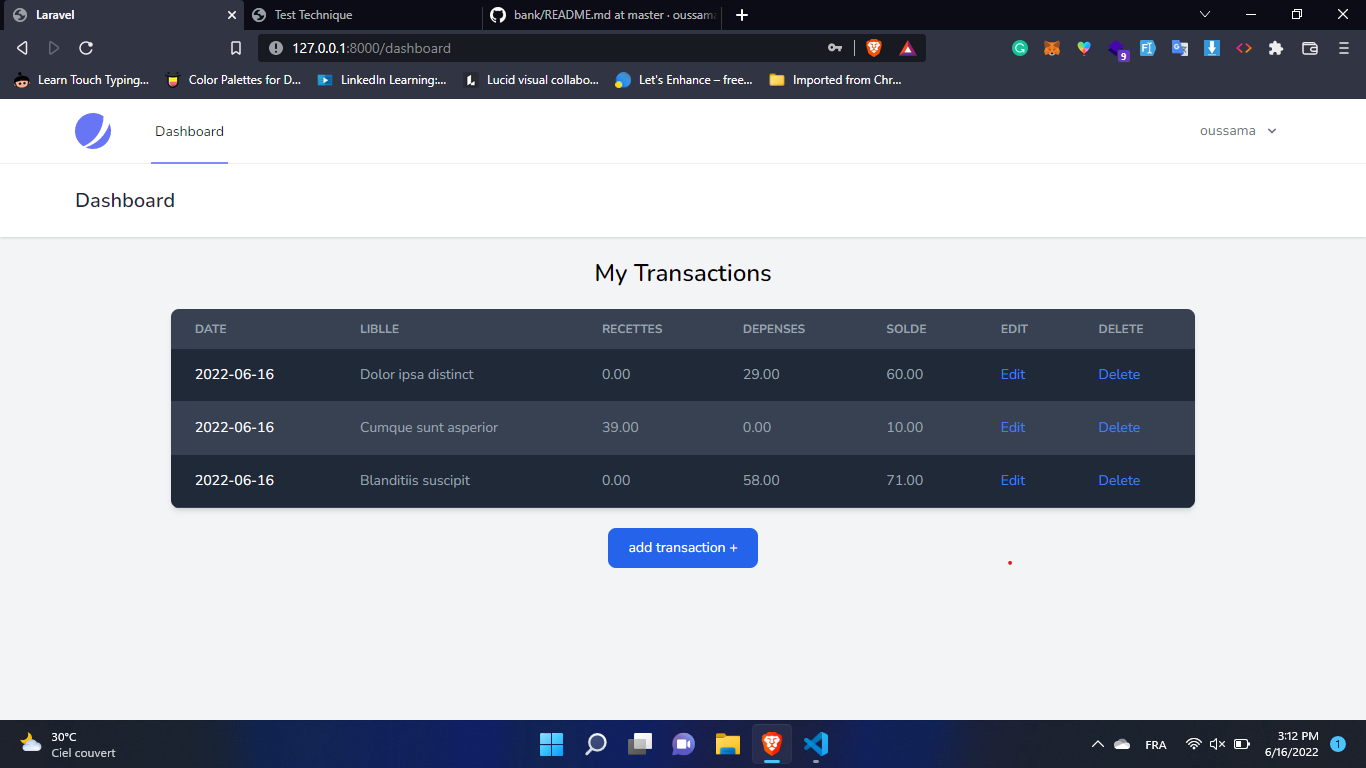 Laravel
Test Technique
bank/README.md at master · oussam
127.0.0.1:8000/dashboard
9
Learn Touch Typing...
Color Palettes for D...
LinkedIn Learning:...
Lucid visual collabo...
Let's Enhance – free...
Imported from Chr...
Dashboard
oussama
Dashboard
My Transactions
DATE LIBLLE RECETTES DEPENSES SOLDE EDIT DELETE
2022-06-16 Dolor ipsa distinct 0.00 29.00 60.00 Edit Delete
2022-06-16 Cumque sunt asperior 39.00 0.00 10.00 Edit Delete
2022-06-16 Blanditiis suscipit 0.00 58.00 71.00 Edit Delete
add transaction +
30°C
Ciel couvert
FRA
3:12 PM
6/16/2022
1